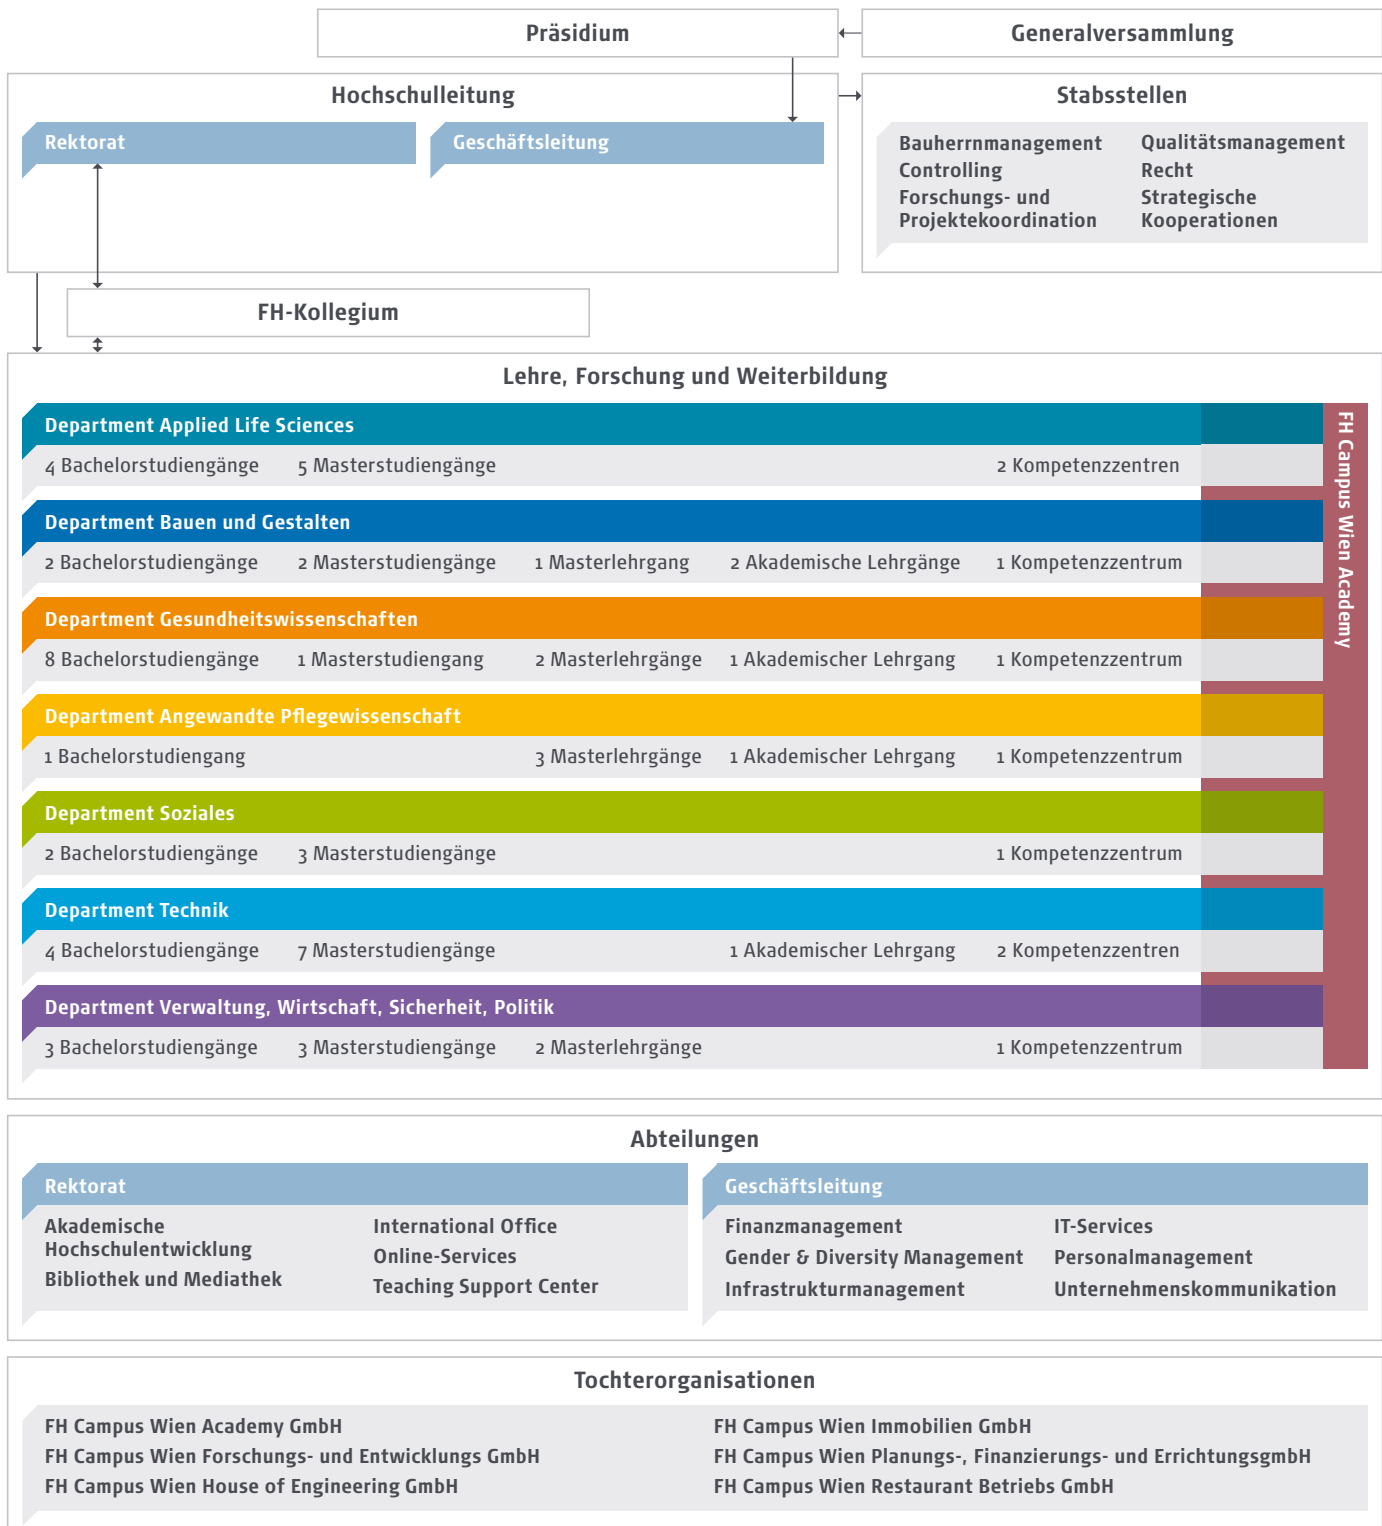 Präsidium
Generalversammlung
Hochschulleitung
Rektorat
Geschäftsleitung
Stabsstellen
Bauherrnmanagement
Controlling
Forschungs- und
Projektekoordination
Qualitätsmanagement
Recht
Strategische
Kooperationen
FH-Kollegium
Lehre, Forschung und Weiterbildung
FH Campus Wien Academy
Department Applied Life Sciences
4 Bachelorstudiengänge 5 Masterstudiengänge 2 Kompetenzzentren
Department Bauen und Gestalten
2 Bachelorstudiengänge 2 Masterstudiengänge 1 Masterlehrgang 2 Akademische Lehrgänge 1 Kompetenzzentrum
Department Gesundheitswissenschaften
8 Bachelorstudiengänge 1 Masterstudiengang 2 Masterlehrgänge 1 Akademischer Lehrgang 1 Kompetenzzentrum
Department Angewandte Pflegewissenschaft
1 Bachelorstudiengang 3 Masterlehrgänge 1 Akademischer Lehrgang 1 Kompetenzzentrum
Department Soziales
2 Bachelorstudiengänge 3 Masterstudiengänge 1 Kompetenzzentrum
Department Technik
4 Bachelorstudiengänge 7 Masterstudiengänge 1 Akademischer Lehrgang 2 Kompetenzzentren
Department Verwaltung, Wirtschaft, Sicherheit, Politik
3 Bachelorstudiengänge 3 Masterstudiengänge 2 Masterlehrgänge 1 Kompetenzzentrum
Abteilungen
Rektorat
Akademische
Hochschulentwicklung
Bibliothek und Mediathek
International Office
Online-Services
Teaching Support Center
Geschäftsleitung
Finanzmanagement
Gender & Diversity Management
Infrastrukturmanagement
IT-Services
Personalmanagement
Unternehmenskommunikation
Tochterorganisationen
FH Campus Wien Academy GmbH
FH Campus Wien Forschungs- und Entwicklungs GmbH
FH Campus Wien House of Engineering GmbH
FH Campus Wien Immobilien GmbH
FH Campus Wien Planungs-, Finanzierungs- und ErrichtungsgmbH
FH Campus Wien Restaurant Betriebs GmbH